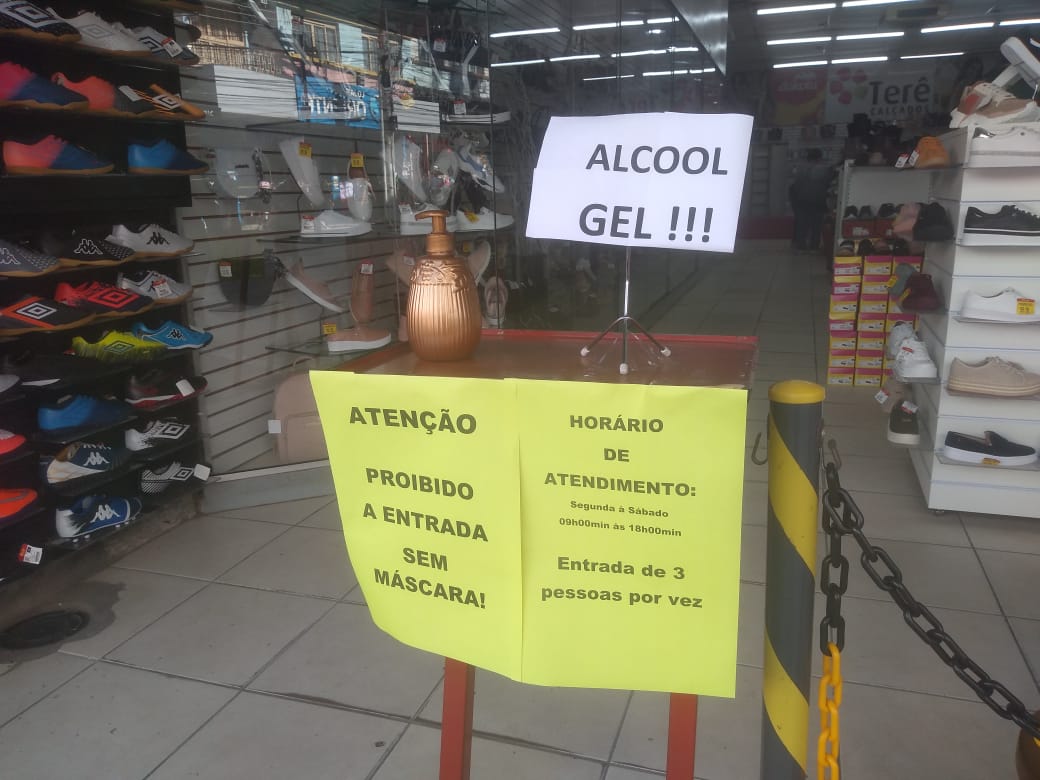 ALCOOL
GEL !!!
Terê
CALÇADOS
ATENÇÃO
PROIBIDO
A ENTRADA
SEM
MÁSCARA!
HORÁRIO
DE
ATENDIMENTO:
Segunda à Sábado
09h00min às 18h00min
Entrada de 3
pessoas por vez